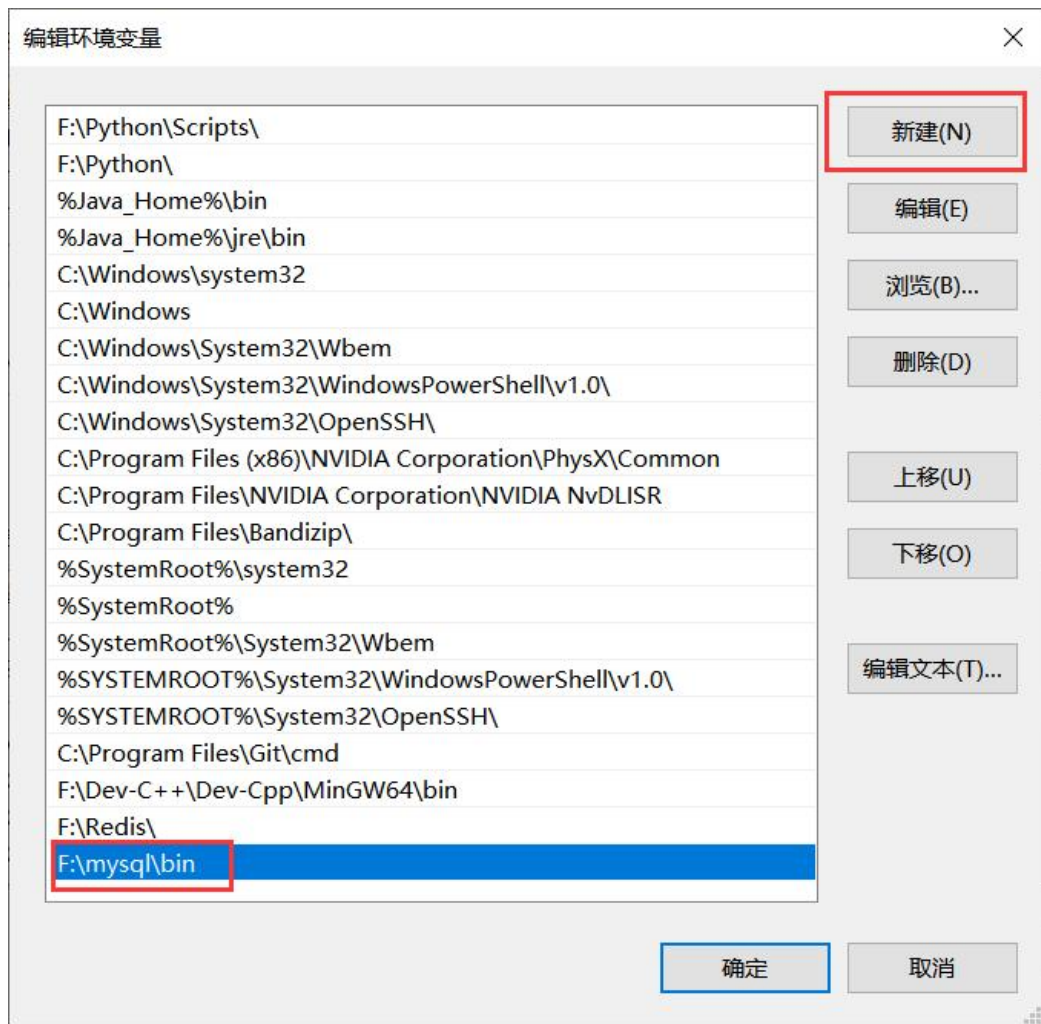 编辑环境变量
F:\Python\Scripts\
新建(N)
F:\Python\
%Java_Home%\bin
编辑(E)
%Java_Home%\jre\bin
C:\Windows\system32
浏览(B)...
C:\Windows
C:\Windows\System32\Wbem
删除(D)
C:\Windows\System32\WindowsPowerShell\v1.0\
C:\Windows\System32\OpenSSH\
C:\Program Files (x86)\NVIDIA Corporation\PhysX\Common
上移(U)
C:\Program Files\NVIDIA Corporation\NVIDIA NvDLISR
C:\Program Files\Bandizip\
下移(O)
%SystemRoot%\system32
%SystemRoot%
%SystemRoot%\System32\Wbem
编辑文本(T)...
%SYSTEMROOT%\System32\WindowsPowerShell\v1.0\
%SYSTEMROOT%\System32\OpenSSH\
C:\Program Files\Git\cmd
F:\Dev-C++\Dev-Cpp\MinGW64\bin
F:\Redis\
F:\mysql\bin
确定
取消